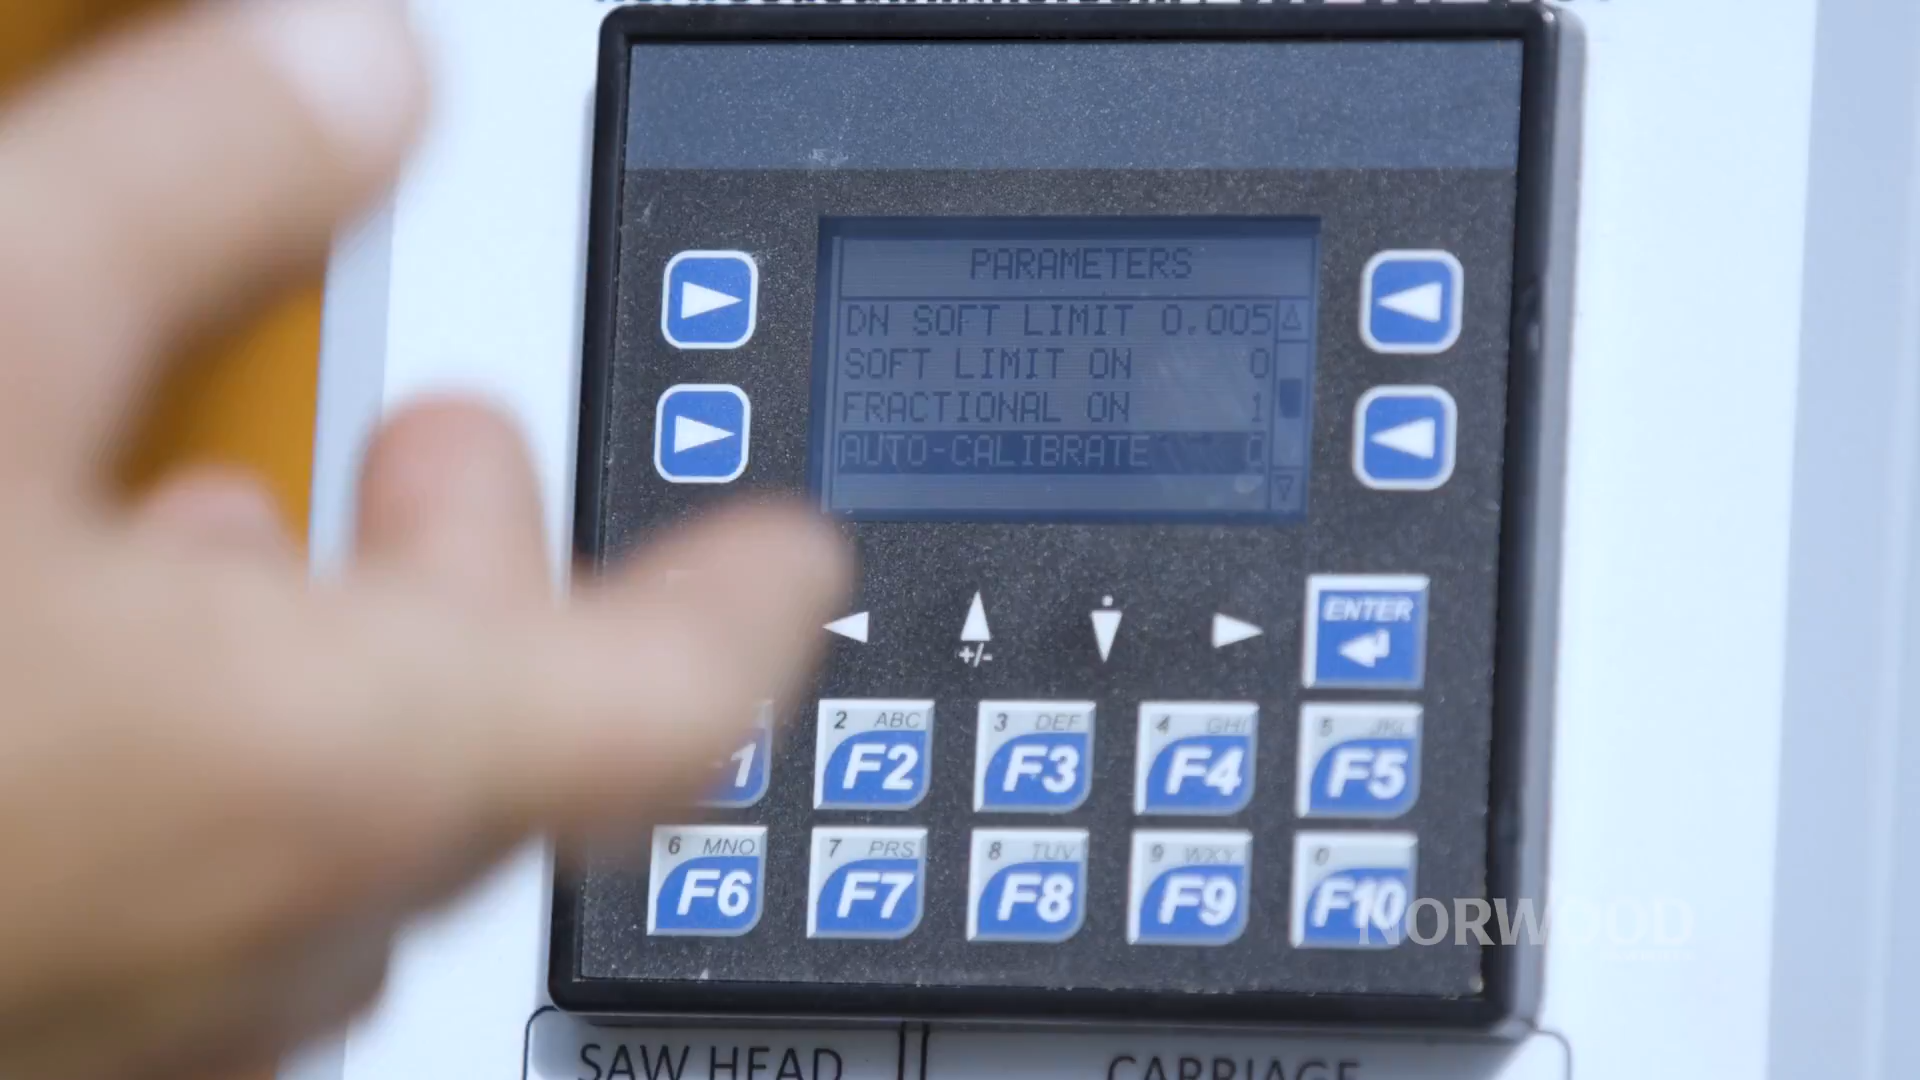 PARAMETERS
DN SOFT LIMIT 0.005
SOFT LIMIT ON 0
FRACTIONAL ON 1
AUTO-CALIBRATE 0
+/-
ENTER
2 ABC 3 DEF 4 GHI 5 JKL
F1 F2 F3 F4 F5
6 MNO 7 PRS 8 TUV 9 WXY 0
F6 F7 F8 F9 F10
NORWOOD
SAW HEAD CARRIAGE